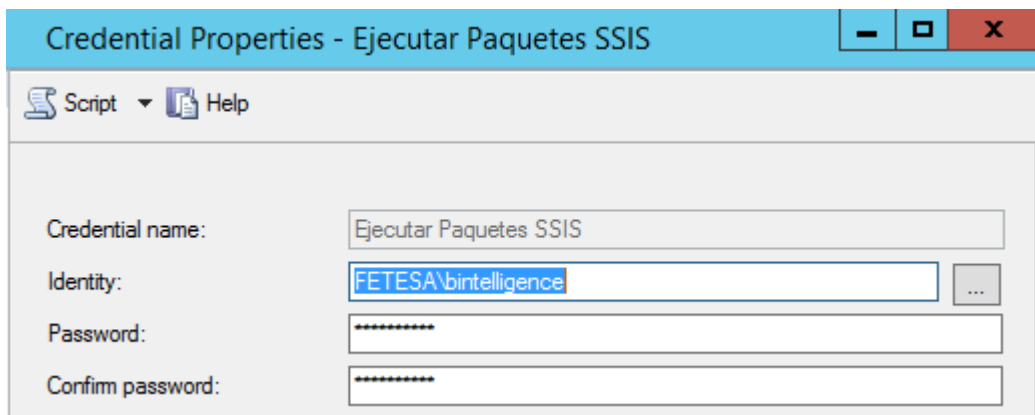 Credential Properties - Ejecutar Paquetes SSIS
Script Help
Credential name: Ejecutar Paquetes SSIS
Identity: FETESA\bintelligence ...
Password: **********
Confirm password: **********